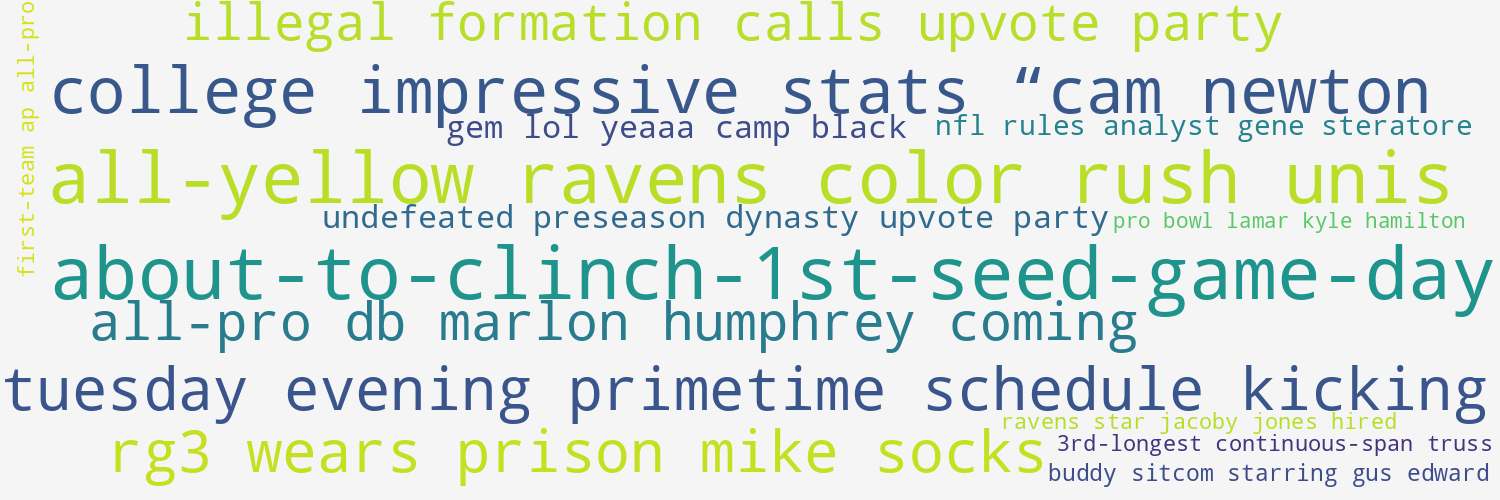 illegal formation calls upvote party
first-team ap all-pro
college impressive stats “cam newton
gem lol yeaaa camp black
nfl rules analyst gene steratore
all-yellow ravens color rush unis
undefeated preseason dynasty upvote party
pro bowl lamar kyle hamilton
about-to-clinch-1st-seed-game-day
all-pro db marlon humphrey coming
tuesday evening primetime schedule kicking
ravens star jacoby jones hired
rg3 wears prison mike socks
3rd-longest continuous-span truss
buddy sitcom starring gus edward